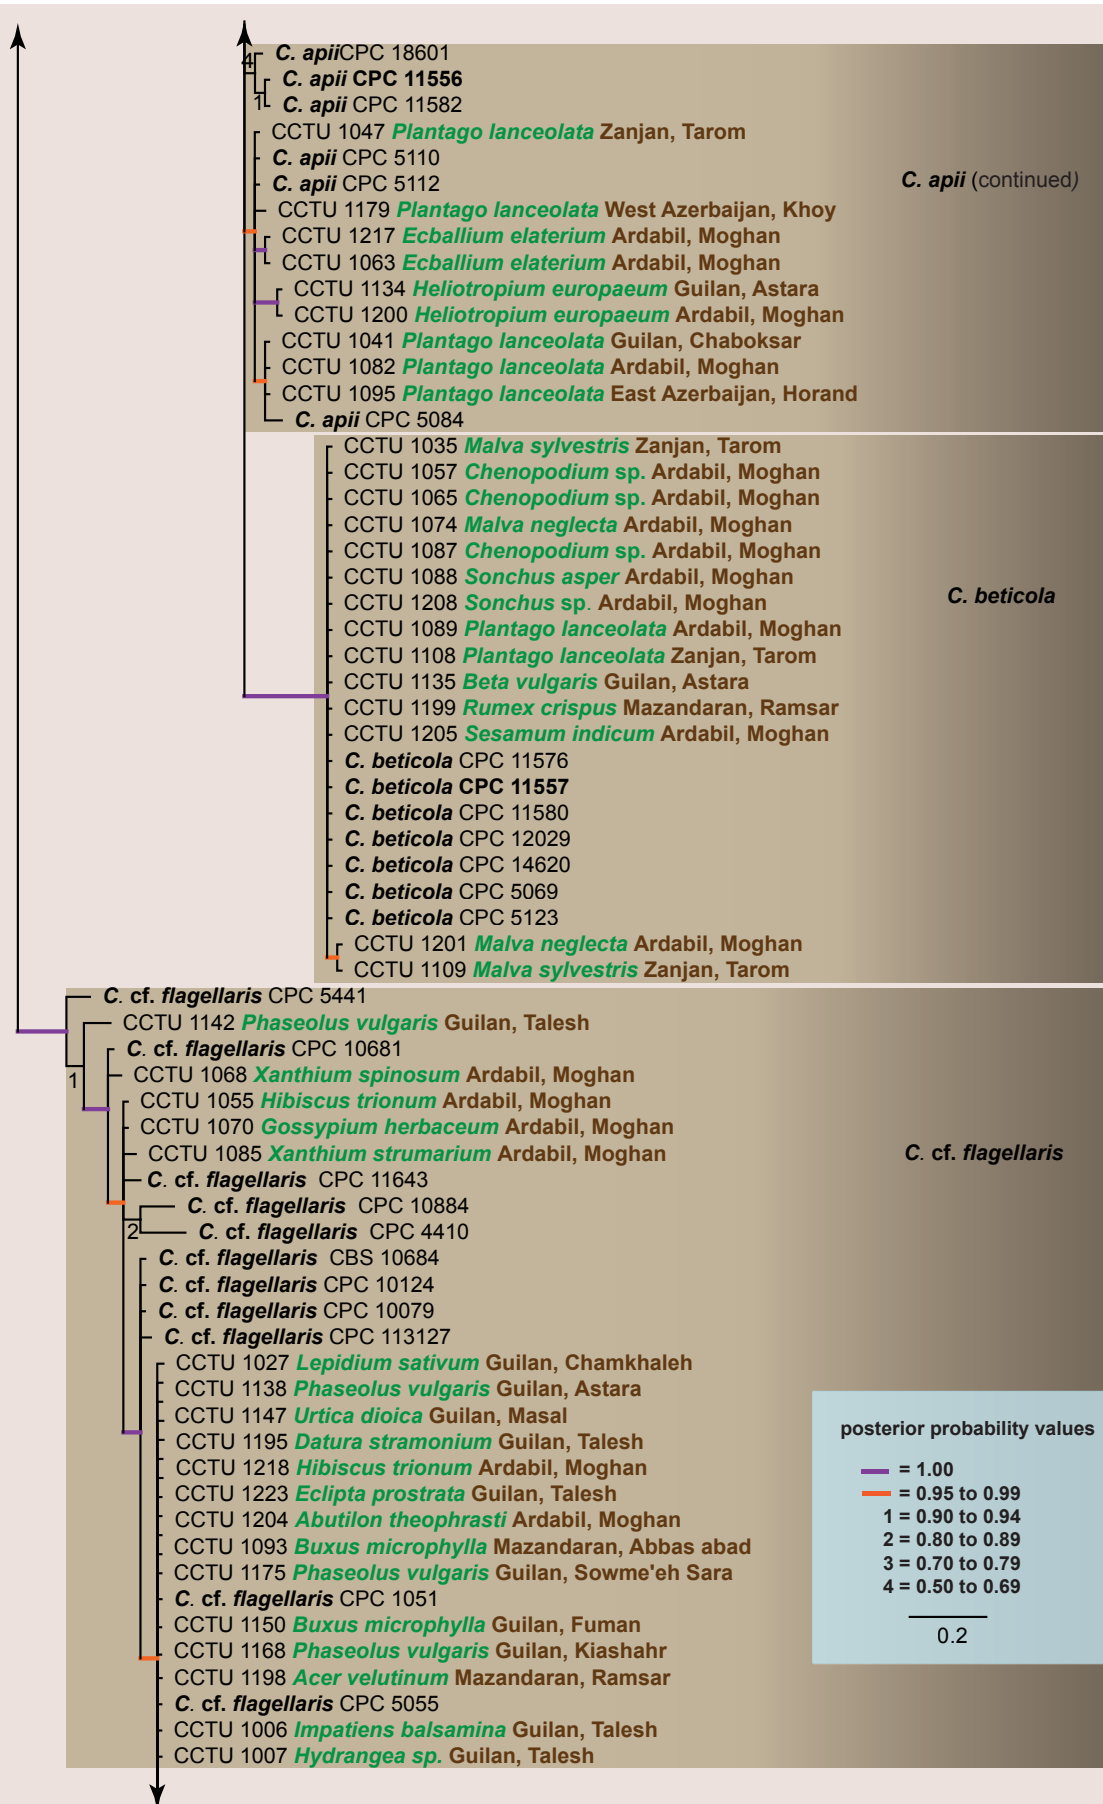 C. apiiCPC 18601
4
C. apii CPC 11556
1
C. apii CPC 11582
CCTU 1047 Plantago lanceolata Zanjan, Tarom
C. apii CPC 5110
C. apii CPC 5112
C. apii (continued)
CCTU 1179 Plantago lanceolata West Azerbaijan, Khoy
CCTU 1217 Ecballium elaterium Ardabil, Moghan
CCTU 1063 Ecballium elaterium Ardabil, Moghan
CCTU 1134 Heliotropium europaeum Guilan, Astara
CCTU 1200 Heliotropium europaeum Ardabil, Moghan
CCTU 1041 Plantago lanceolata Guilan, Chaboksar
CCTU 1082 Plantago lanceolata Ardabil, Moghan
CCTU 1095 Plantago lanceolata East Azerbaijan, Horand
C. apii CPC 5084
CCTU 1035 Malva sylvestris Zanjan, Tarom
CCTU 1057 Chenopodium sp. Ardabil, Moghan
CCTU 1065 Chenopodium sp. Ardabil, Moghan
CCTU 1074 Malva neglecta Ardabil, Moghan
CCTU 1087 Chenopodium sp. Ardabil, Moghan
CCTU 1088 Sonchus asper Ardabil, Moghan
C. beticola
CCTU 1208 Sonchus sp. Ardabil, Moghan
CCTU 1089 Plantago lanceolata Ardabil, Moghan
CCTU 1108 Plantago lanceolata Zanjan, Tarom
CCTU 1135 Beta vulgaris Guilan, Astara
CCTU 1199 Rumex crispus Mazandaran, Ramsar
CCTU 1205 Sesamum indicum Ardabil, Moghan
C. beticola CPC 11576
C. beticola CPC 11557
C. beticola CPC 11580
C. beticola CPC 12029
C. beticola CPC 14620
C. beticola CPC 5069
C. beticola CPC 5123
CCTU 1201 Malva neglecta Ardabil, Moghan
CCTU 1109 Malva sylvestris Zanjan, Tarom
C. cf. flagellaris CPC 5441
CCTU 1142 Phaseolus vulgaris Guilan, Talesh
C. cf. flagellaris CPC 10681
1
CCTU 1068 Xanthium spinosum Ardabil, Moghan
CCTU 1055 Hibiscus trionum Ardabil, Moghan
CCTU 1070 Gossypium herbaceum Ardabil, Moghan
CCTU 1085 Xanthium strumarium Ardabil, Moghan
C. cf. flagellaris
C. cf. flagellaris CPC 11643
C. cf. flagellaris CPC 10884
2
C. cf. flagellaris CPC 4410
C. cf. flagellaris CBS 10684
C. cf. flagellaris CPC 10124
C. cf. flagellaris CPC 10079
C. cf. flagellaris CPC 113127
CCTU 1027 Lepidium sativum Guilan, Chamkhaleh
CCTU 1138 Phaseolus vulgaris Guilan, Astara
CCTU 1147 Urtica dioica Guilan, Masal
CCTU 1195 Datura stramonium Guilan, Talesh
CCTU 1218 Hibiscus trionum Ardabil, Moghan
CCTU 1223 Eclipta prostrata Guilan, Talesh
CCTU 1204 Abutilon theophrasti Ardabil, Moghan
CCTU 1093 Buxus microphylla Mazandaran, Abbas abad
CCTU 1175 Phaseolus vulgaris Guilan, Sowme'eh Sara
C. cf. flagellaris CPC 1051
CCTU 1150 Buxus microphylla Guilan, Fuman
CCTU 1168 Phaseolus vulgaris Guilan, Kiashahr
CCTU 1198 Acer velutinum Mazandaran, Ramsar
C. cf. flagellaris CPC 5055
CCTU 1006 Impatiens balsamina Guilan, Talesh
CCTU 1007 Hydrangea sp. Guilan, Talesh
posterior probability values
= 1.00
= 0.95 to 0.99
1 = 0.90 to 0.94
2 = 0.80 to 0.89
3 = 0.70 to 0.79
4 = 0.50 to 0.69
0.2